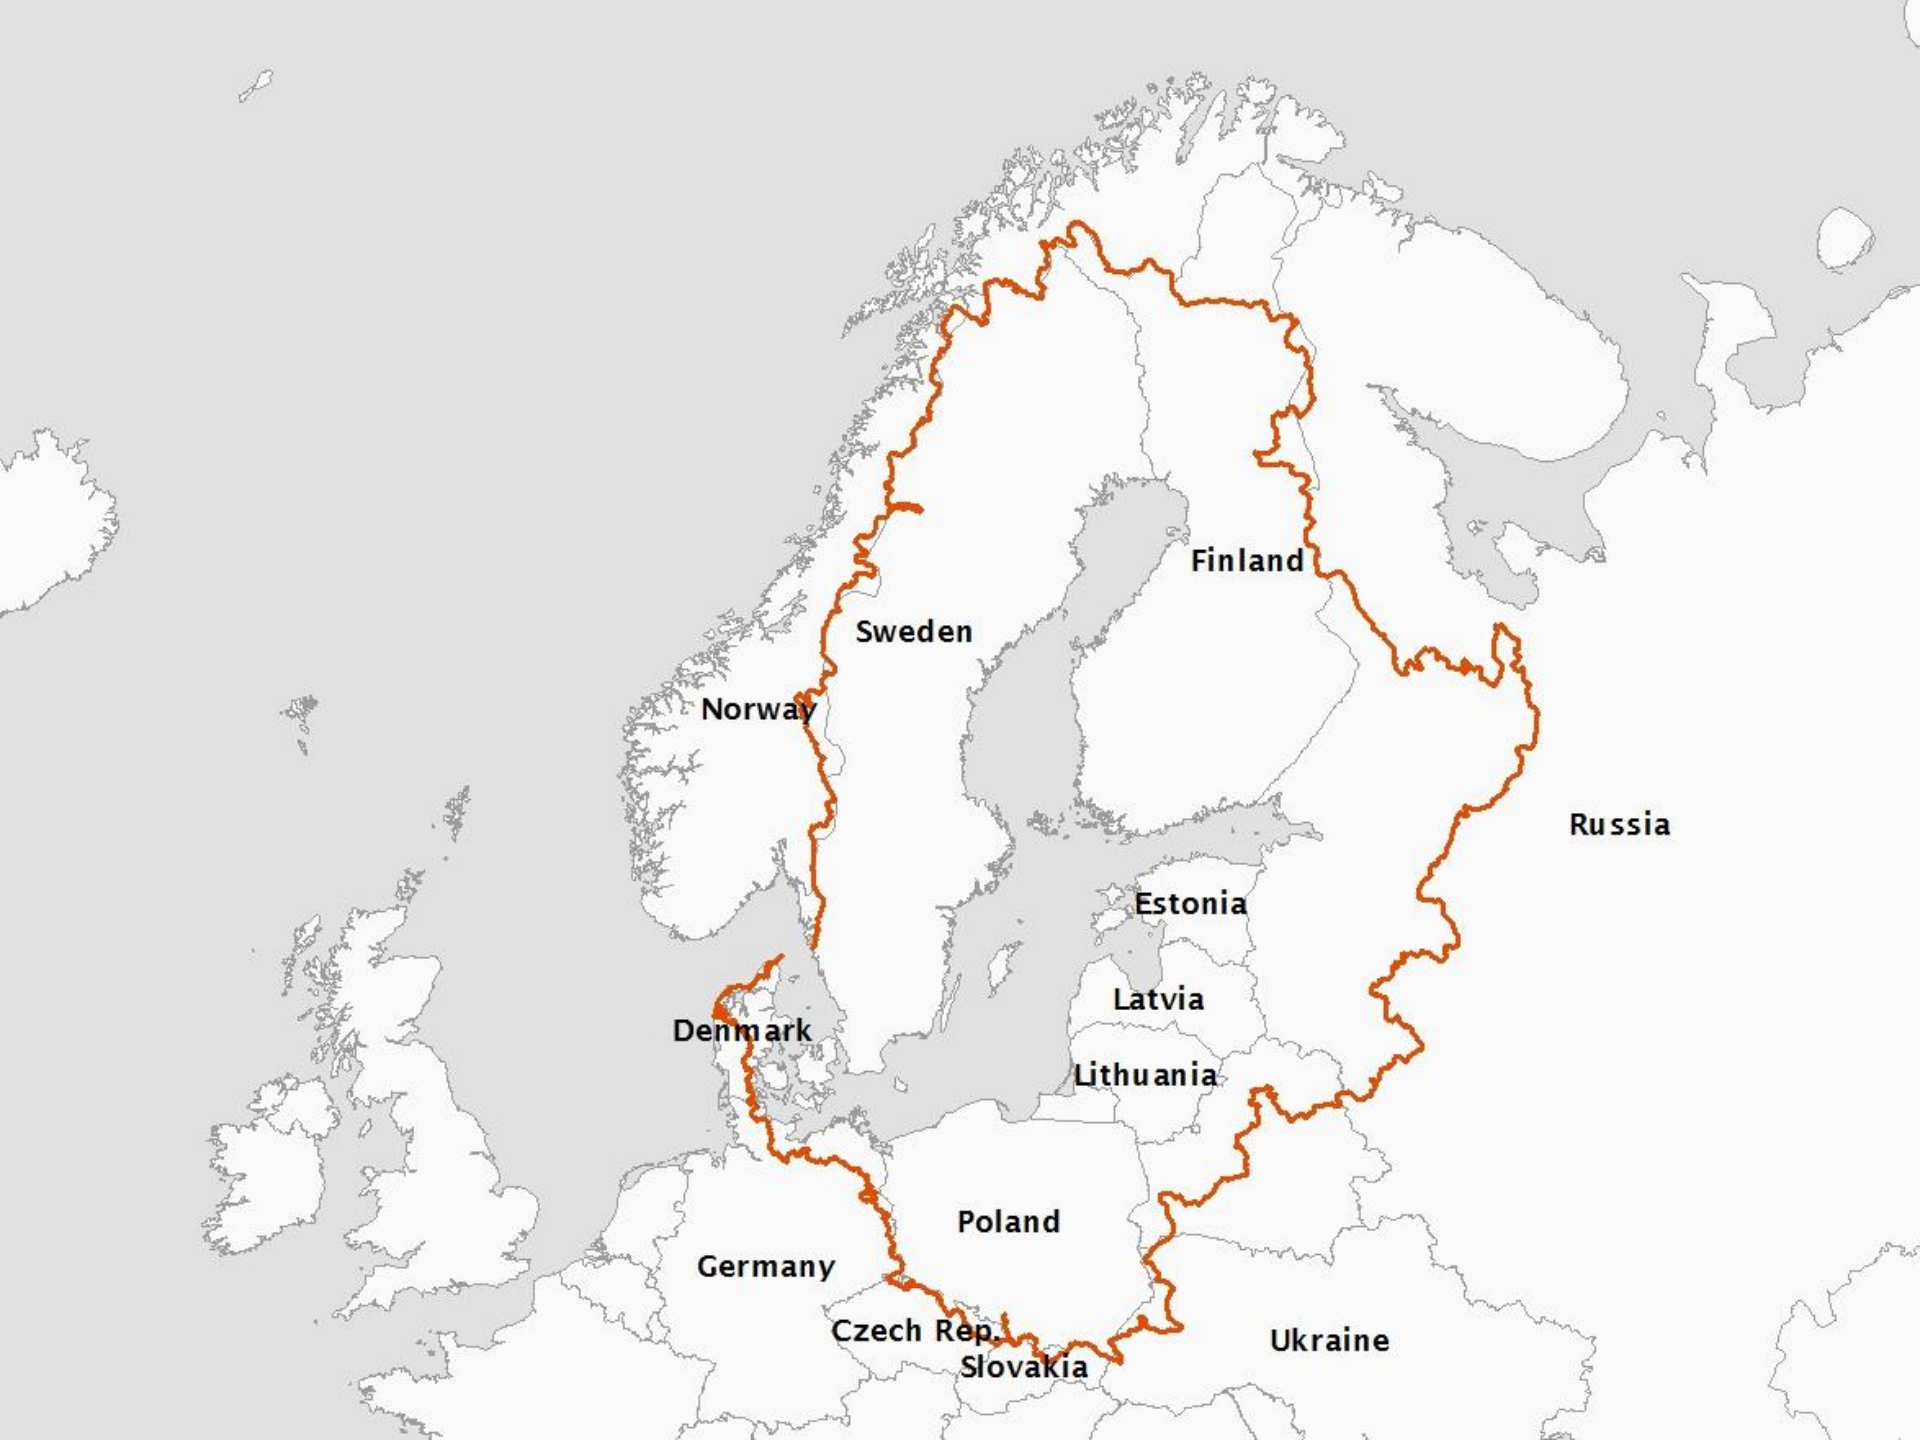 Finland
Sweden
Norway
Russia
Estonia
Latvia
Denmark
Lithuania
Poland
Germany
Czech Rep.
Ukraine
Slovakia